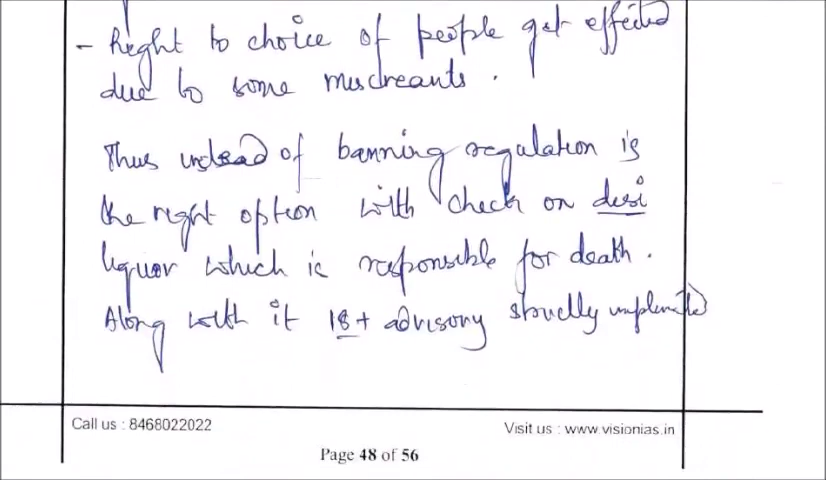 - Right to choice of people get effected
due to some miscreants.
Thus instead of banning regulation is
the right option with check on desi
liquor which is responsible for death.
Along with it 18+ advisory strictly implemented
Call us : 8468022022
Visit us : www.visionias.in
Page 48 of 56